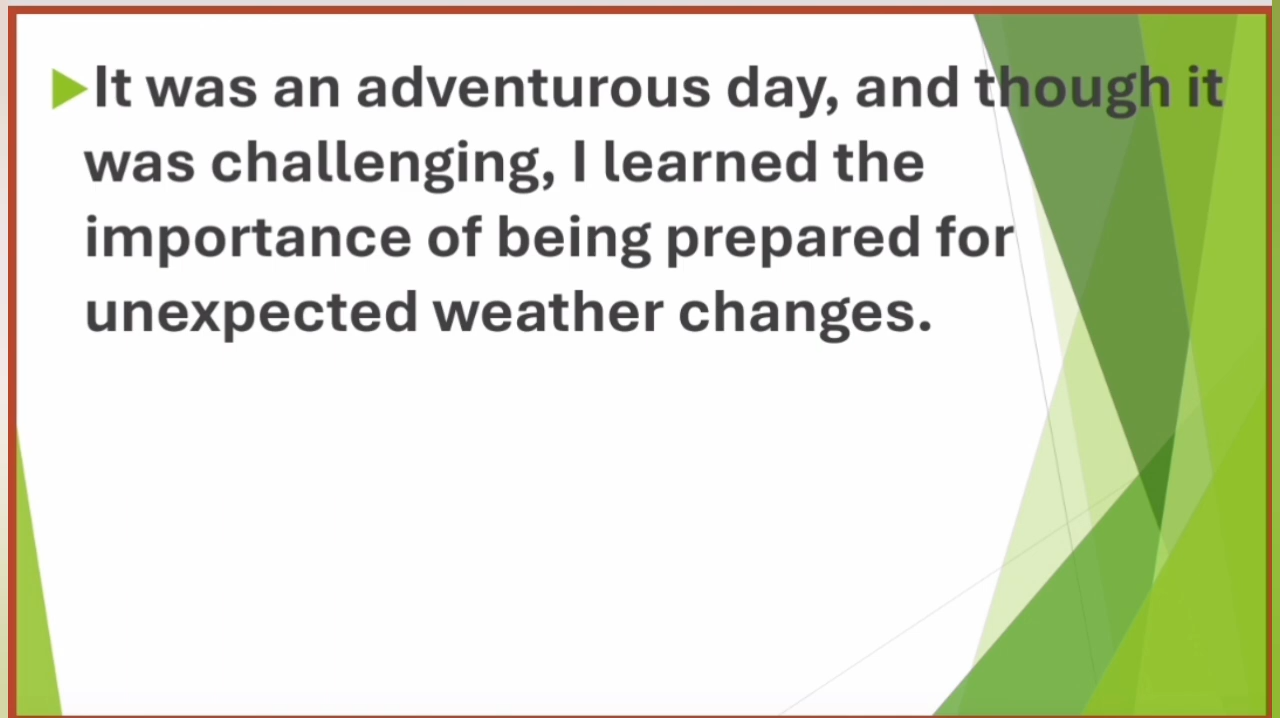 It was an adventurous day, and though it
was challenging, I learned the
importance of being prepared for
unexpected weather changes.